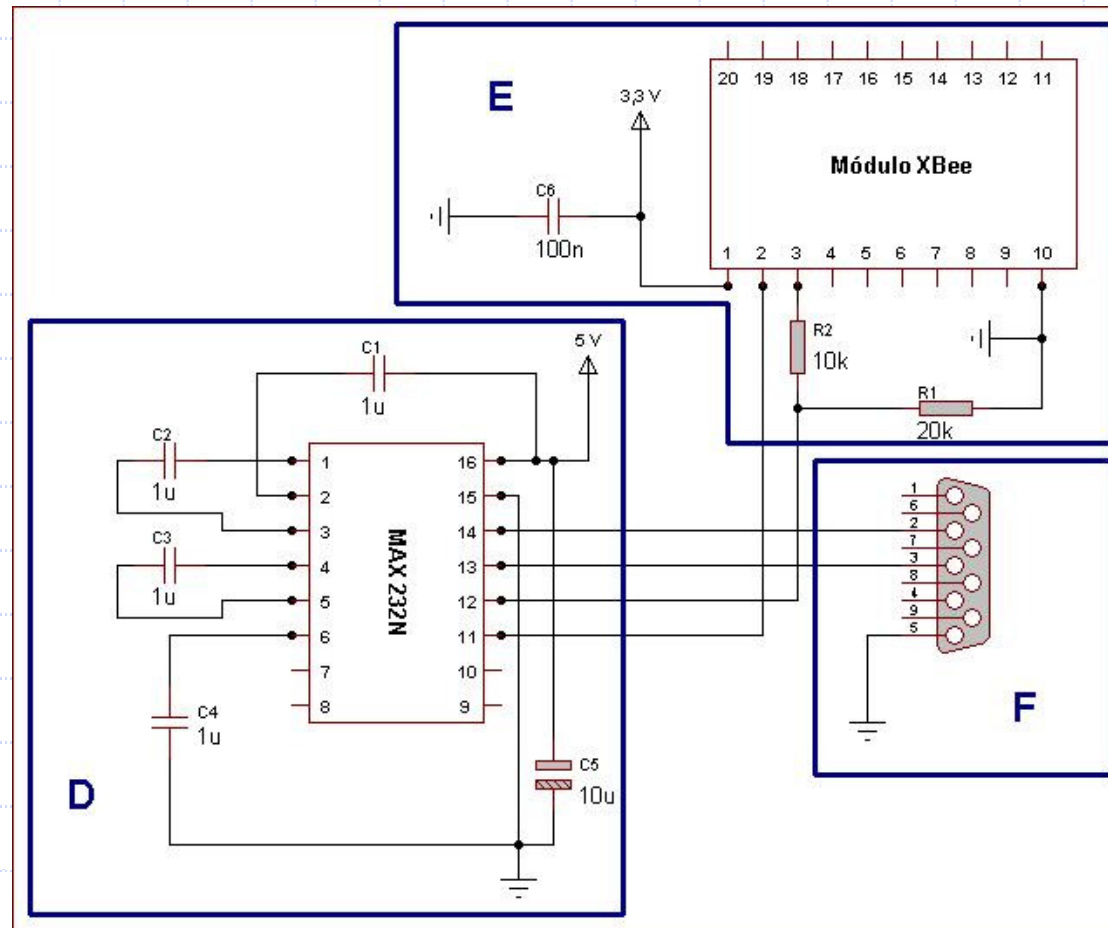 E
3,3 V
C6
100n
20 19 18 17 16 15 14 13 12 11
Módulo XBee
1 2 3 4 5 6 7 8 9 10
R2
10k
R1
20k
D
5 V
C1
1u
C2
1u
C3
1u
C4
1u
C5
10u
1 16
2 15
3 14
4 13
5 12
6 11
7 10
8 9
MAX 232N
F
1
6
2
7
3
8
4
9
5